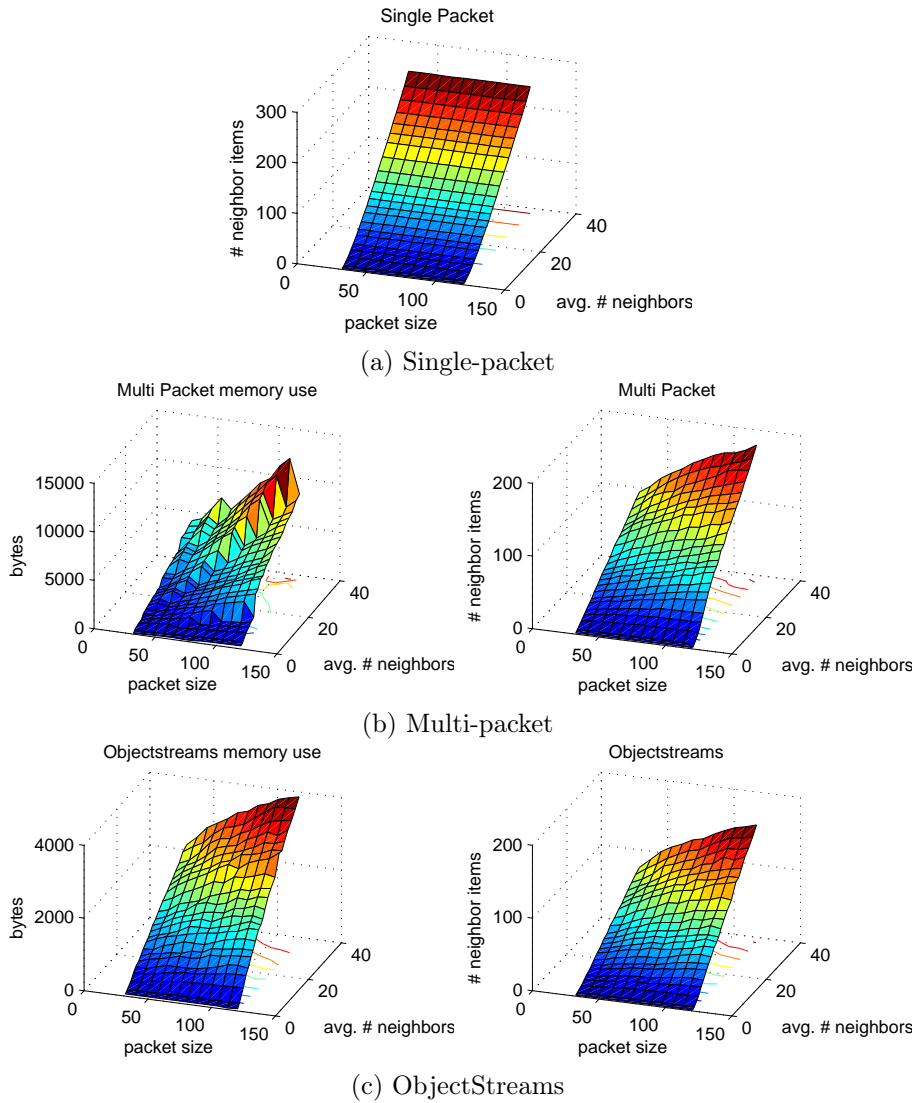 Single Packet
300
200
100
0
# neighbor items
0
50
100
150
packet size
0
20
40
avg. # neighbors
(a) Single-packet
Multi Packet memory use
15000
10000
5000
0
bytes
0
50
100
150
packet size
0
20
40
avg. # neighbors
Multi Packet
200
100
0
# neighbor items
0
50
100
150
packet size
0
20
40
avg. # neighbors
(b) Multi-packet
Objectstreams memory use
4000
2000
0
bytes
0
50
100
150
packet size
0
20
40
avg. # neighbors
Objectstreams
200
100
0
# neighbor items
0
50
100
150
packet size
0
20
40
avg. # neighbors
(c) ObjectStreams